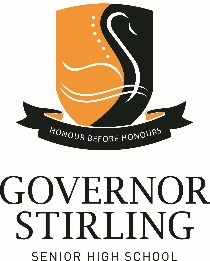 HONOUR BEFORE HONOURS
GOVERNOR
STIRLING
SENIOR HIGH SCHOOL